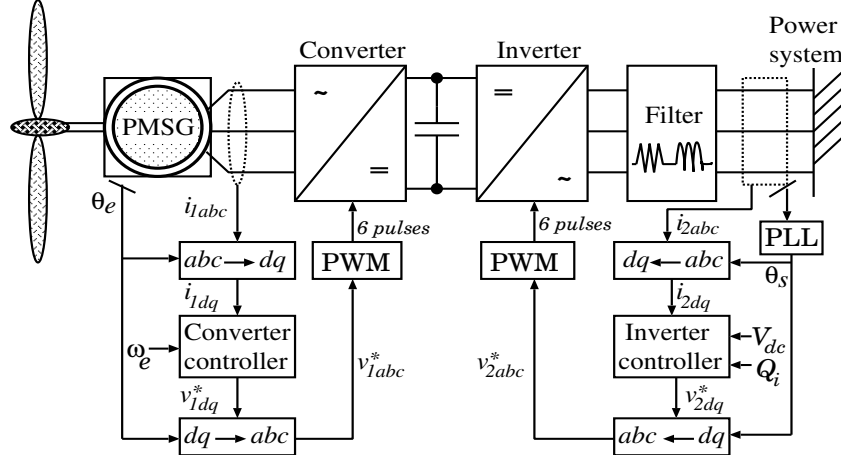 Power
system
Converter
Inverter
~
=
=
~
PMSG
Filter
θe
i1abc
6 pulses
6 pulses
i2abc
PLL
abc → dq
PWM
PWM
dq ← abc
θs
i1dq
i2dq
ωe
Converter
controller
v*1abc
v*2abc
Inverter
controller
Vdc
Qi
v*1dq
v*2dq
dq → abc
abc ← dq